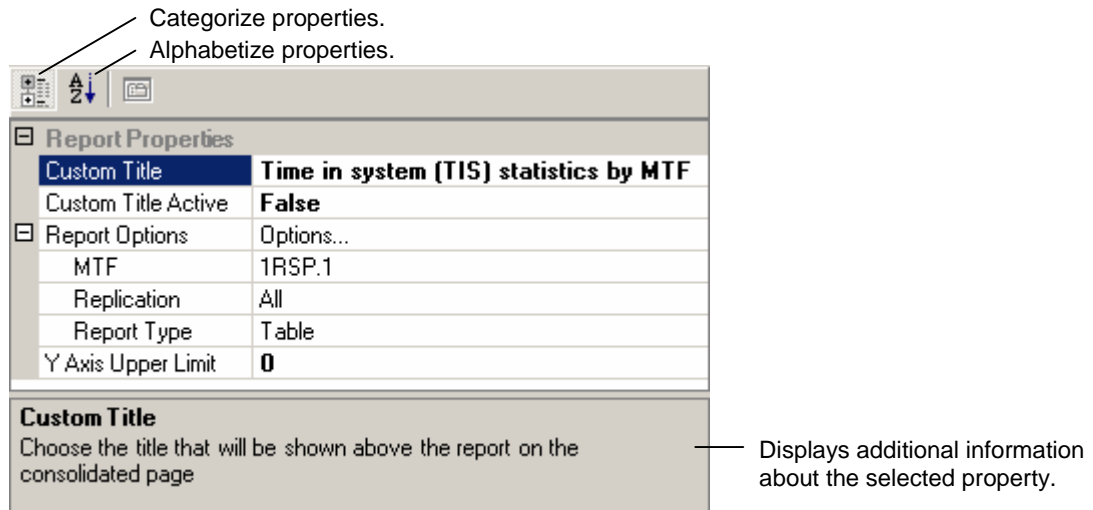 Categorize properties.
Alphabetize properties.
A
Z
Report Properties
Custom Title Time in system (TIS) statistics by MTF
Custom Title Active False
Report Options Options...
MTF 1RSP.1
Replication All
Report Type Table
Y Axis Upper Limit 0
Custom Title
Choose the title that will be shown above the report on the
consolidated page
Displays additional information
about the selected property.